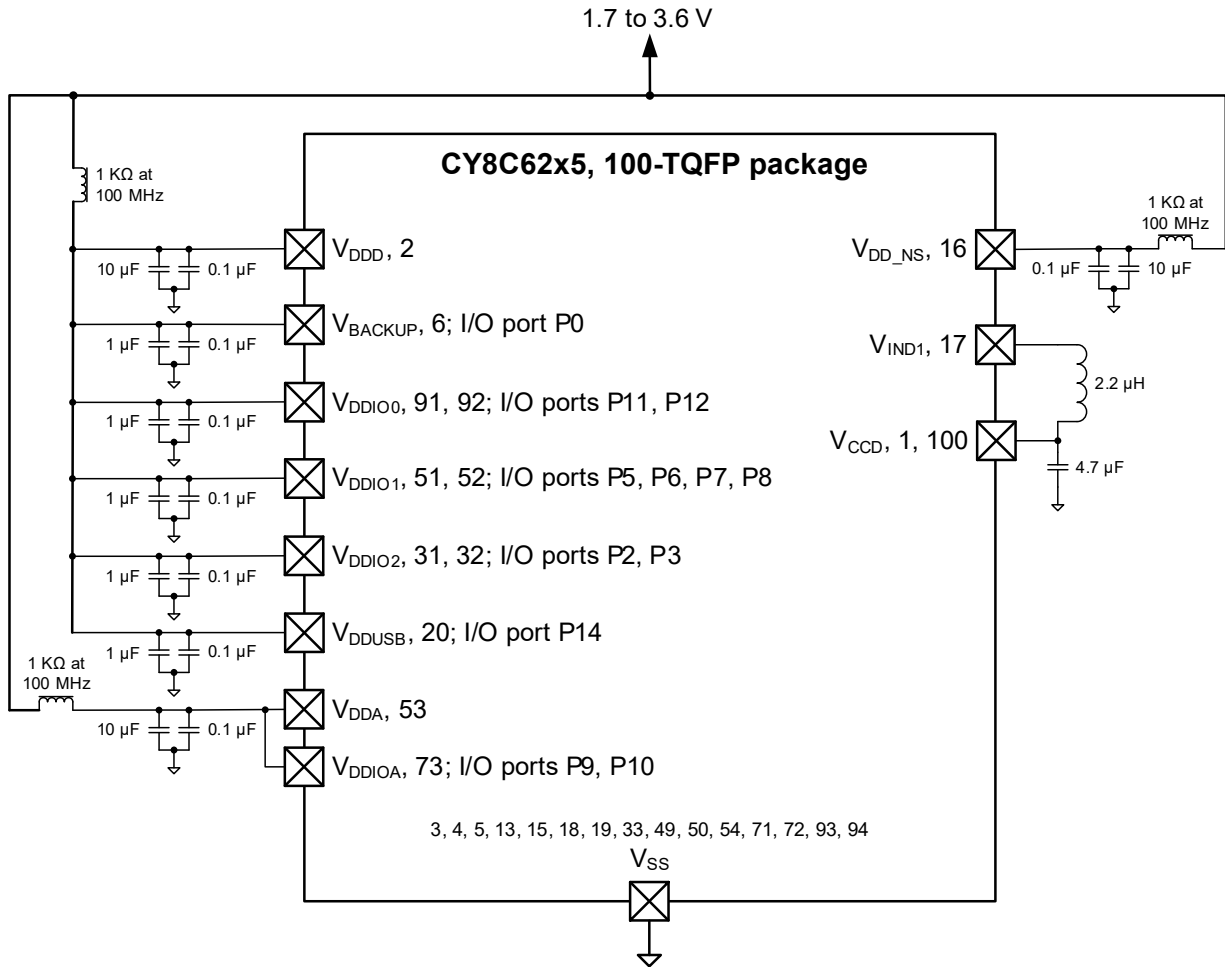 1.7 to 3.6 V
CY8C62x5, 100-TQFP package
1 KΩ at
100 MHz
VDDD, 2
10 µF
0.1 µF
VBACKUP, 6; I/O port P0
1 µF
0.1 µF
VDDIO0, 91, 92; I/O ports P11, P12
1 µF
0.1 µF
VDDIO1, 51, 52; I/O ports P5, P6, P7, P8
1 µF
0.1 µF
VDDIO2, 31, 32; I/O ports P2, P3
1 µF
0.1 µF
VDDUSB, 20; I/O port P14
1 µF
0.1 µF
1 KΩ at
100 MHz
VDDA, 53
10 µF
0.1 µF
VDDIOA, 73; I/O ports P9, P10
1 KΩ at
100 MHz
VDD_NS, 16
0.1 µF
10 µF
VIND1, 17
2.2 µH
VCCD, 1, 100
4.7 µF
3, 4, 5, 13, 15, 18, 19, 33, 49, 50, 54, 71, 72, 93, 94
VSS